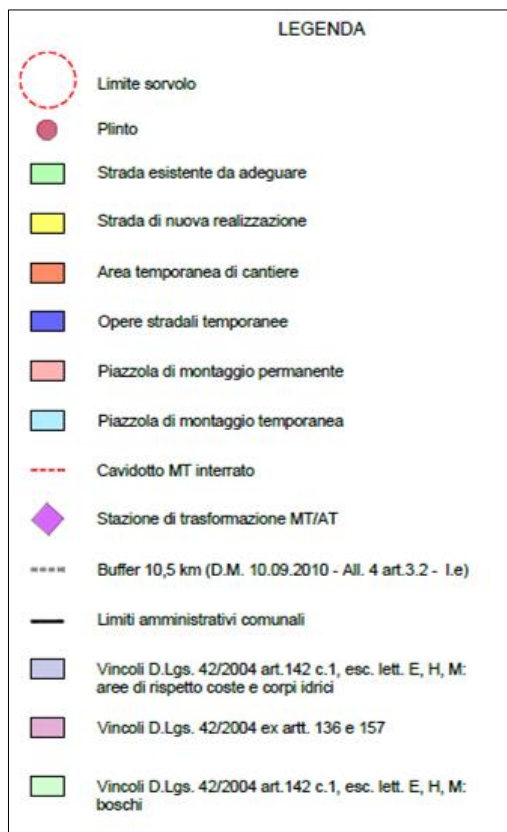 LEGENDA
Limite sorvolo
Plinto
Strada esistente da adeguare
Strada di nuova realizzazione
Area temporanea di cantiere
Opere stradali temporanee
Piazzola di montaggio permanente
Piazzola di montaggio temporanea
Cavidotto MT interrato
Stazione di trasformazione MT/AT
Buffer 10,5 km (D.M. 10.09.2010 - All. 4 art.3.2 - l.e)
Limiti amministrativi comunali
Vincoli D.Lgs. 42/2004 art.142 c.1, esc. lett. E, H, M:
aree di rispetto coste e corpi idrici
Vincoli D.Lgs. 42/2004 ex artt. 136 e 157
Vincoli D.Lgs. 42/2004 art.142 c.1, esc. lett. E, H, M:
boschi